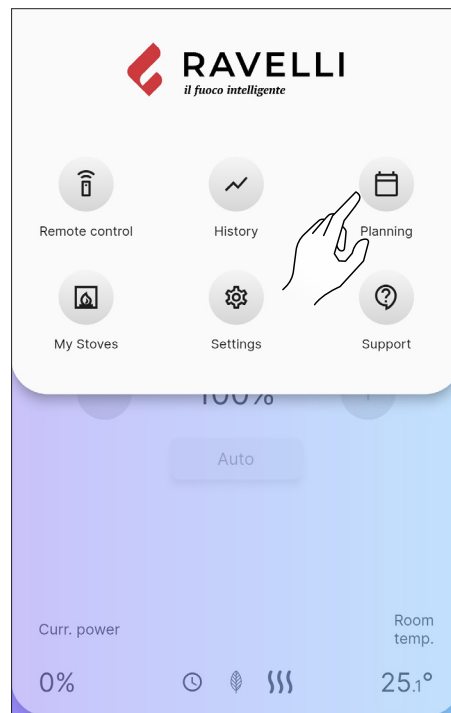 RAVELLI
il fuoco intelligente
Remote control
History
Planning
My Stoves
Settings
Support
100%
Auto
Curr. power
Room
temp.
0%
25.1°